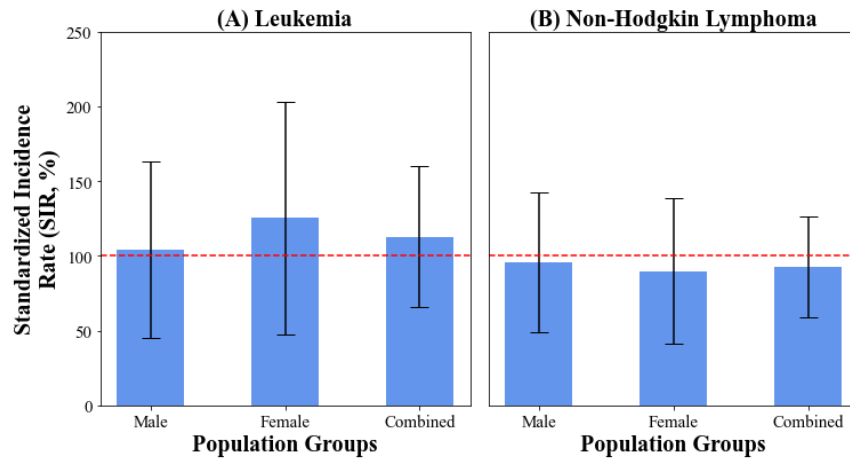 (A) Leukemia
(B) Non-Hodgkin Lymphoma
Standardized Incidence
Rate (SIR, %)
250
200
150
100
50
0
Male
Female
Combined
Male
Female
Combined
Population Groups
Population Groups